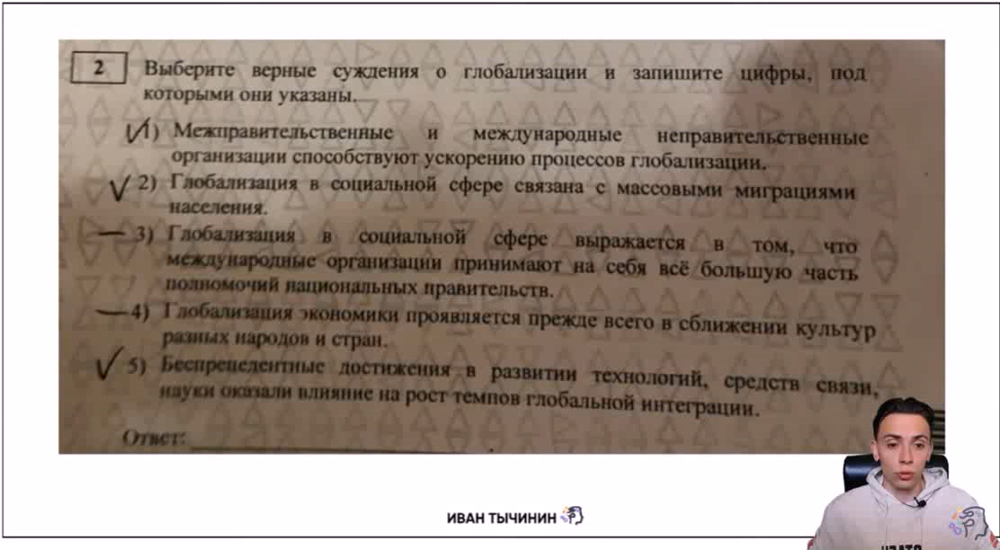 2 Выберите верные суждения о глобализации и запишите цифры, под
которыми они указаны.
1) Межправительственные и международные неправительственные
организации способствуют ускорению процессов глобализации.
2) Глобализация в социальной сфере связана с массовыми миграциями
населения.
3) Глобализация в социальной сфере выражается в том, что
международные организации принимают на себя всё большую часть
полномочий национальных правительств.
4) Глобализация экономики проявляется прежде всего в сближении культур
разных народов и стран.
5) Беспрецедентные достижения в развитии технологий, средств связи,
науки оказали влияние на рост темпов глобальной интеграции.
Ответ:
ИВАН ТЫЧИНИН